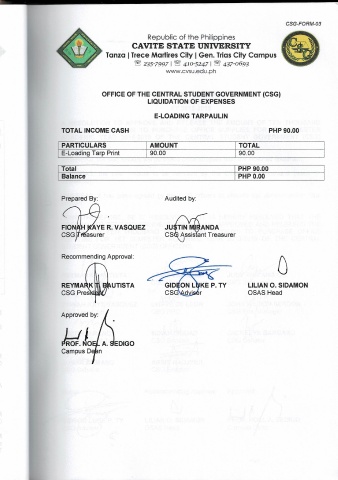 CSG-FORM-03
Republic of the Philippines
CAVITE STATE UNIVERSITY
Tanza | Trece Martires City | Gen. Trias City Campus
☏ 235-7997 | ☏ 410-5247 | ☏ 437-0693
www.cvsu.edu.ph
OFFICE OF THE CENTRAL STUDENT GOVERNMENT (CSG)
LIQUIDATION OF EXPENSES
E-LOADING TARPAULIN
TOTAL INCOME CASH PHP 90.00
PARTICULARS AMOUNT TOTAL
E-Loading Tarp Print 90.00 90.00
Total PHP 90.00
Balance PHP 0.00
Prepared By: Audited by:
FIONAH KAYE R. VASQUEZ JUSTIN MIRANDA
CSG Treasurer CSG Assistant Treasurer
Recommending Approval:
REYMARK T. BAUTISTA GIDEON LUKE P. TY LILIAN O. SIDAMON
CSG President CSG Adviser OSAS Head
Approved by:
PROF. NOEL A. SEDIGO
Campus Dean